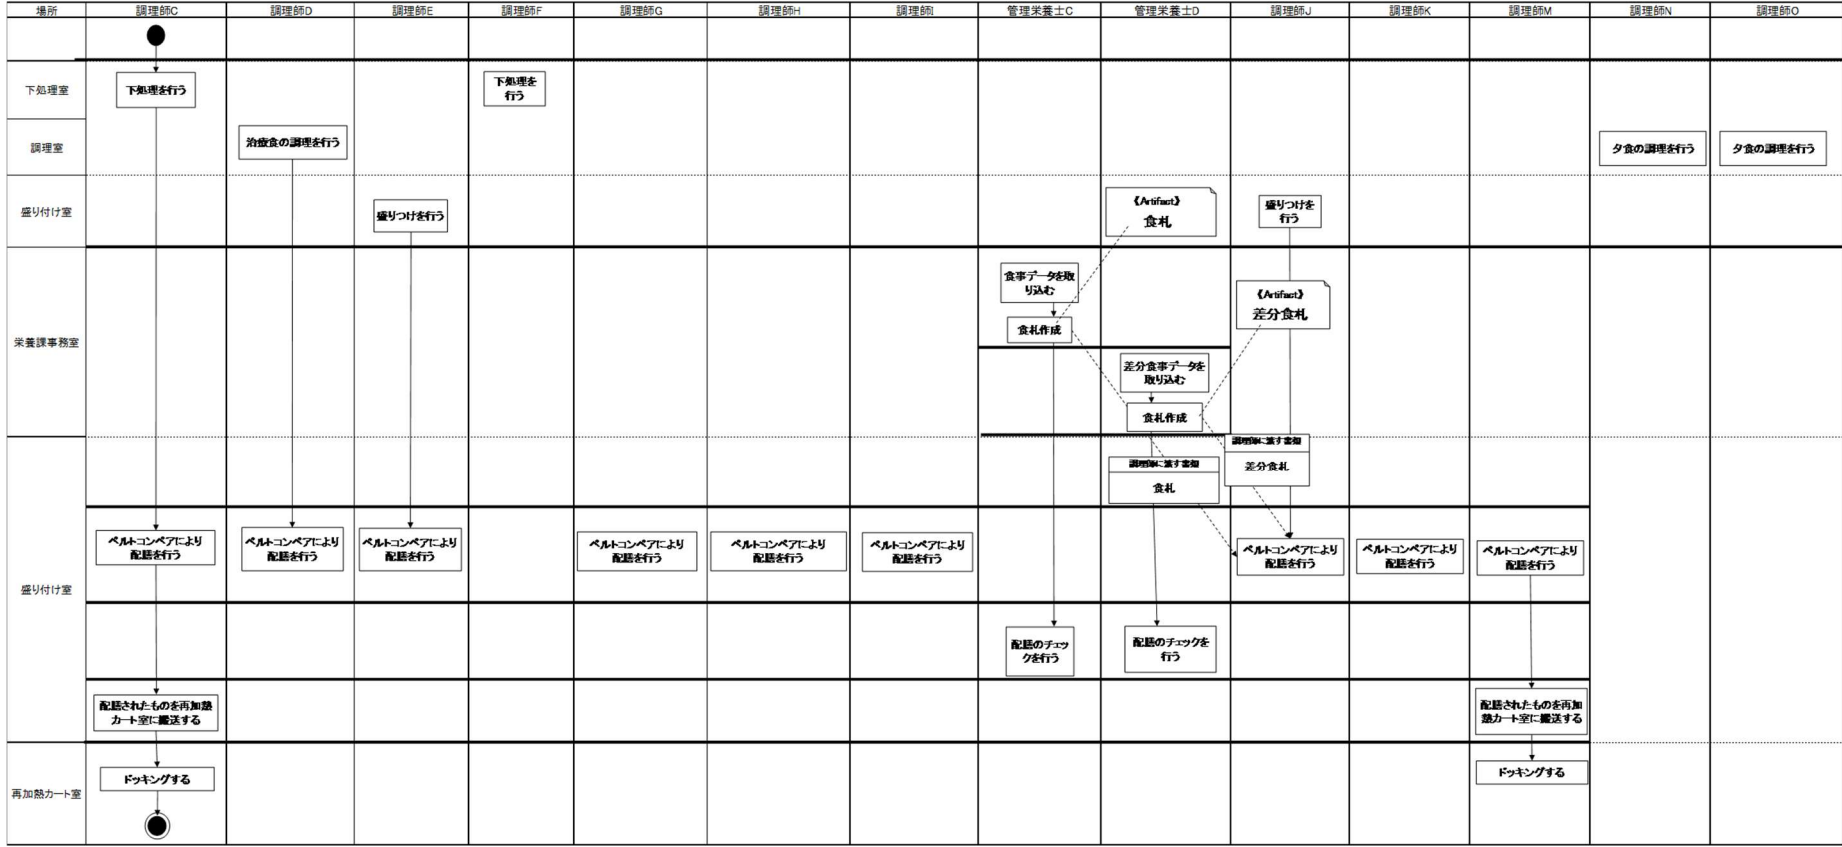 場所
調理師C
調理師D
調理師E
調理師F
調理師G
調理師H
調理師I
管理栄養士C
管理栄養士D
調理師J
調理師K
調理師M
調理師N
調理師O
下処理室
下処理を行う
下処理を
行う
調理室
治療食の調理を行う
夕食の調理を行う
夕食の調理を行う
盛り付け室
盛りつけを行う
《Artifact》
食札
盛りつけを
行う
栄養課事務室
食事データを取
り込む
食札作成
《Artifact》
差分食札
差分食事データを
取り込む
食札作成
調理師に渡す書類
食札
調理師に渡す書類
差分食札
盛り付け室
ベルトコンベアにより
配膳を行う
ベルトコンベアにより
配膳を行う
ベルトコンベアにより
配膳を行う
ベルトコンベアにより
配膳を行う
ベルトコンベアにより
配膳を行う
ベルトコンベアにより
配膳を行う
ベルトコンベアにより
配膳を行う
ベルトコンベアにより
配膳を行う
ベルトコンベアにより
配膳を行う
配膳のチェッ
クを行う
配膳のチェックを
行う
配膳されたものを再加熱
カート室に搬送する
配膳されたものを再加
熱カート室に搬送する
再加熱カート室
ドッキングする
ドッキングする